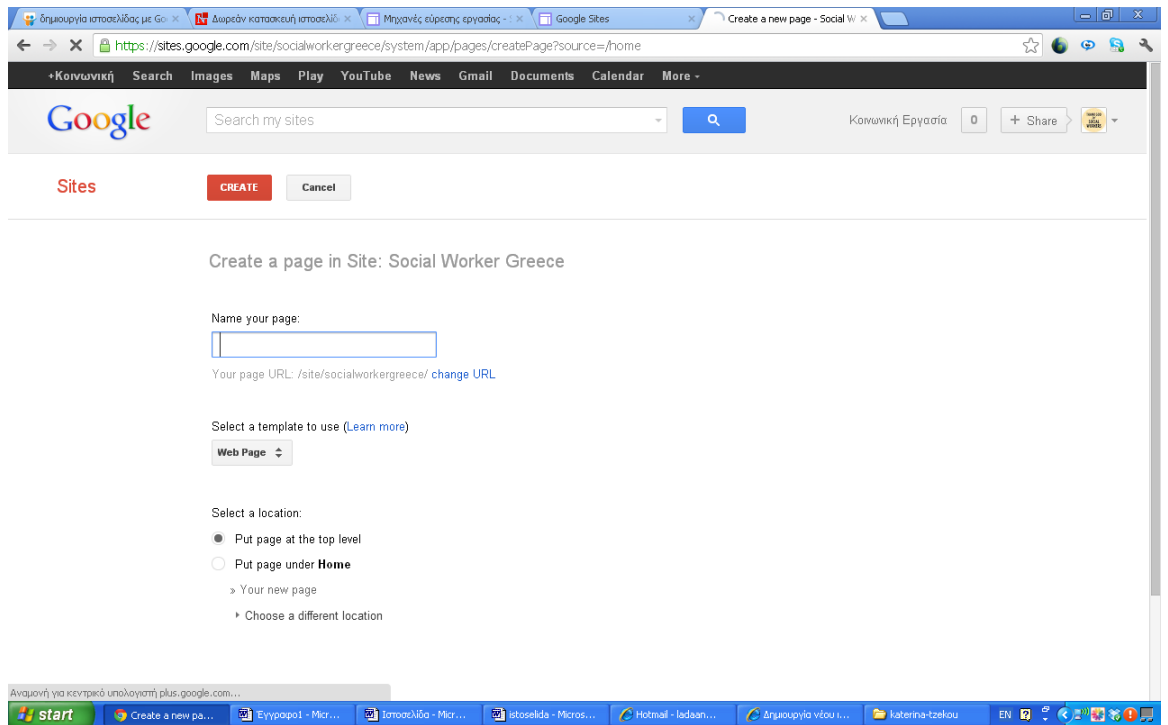 δημιουργία ιστοσελίδας με Go
Δωρεάν κατασκευή ιστοσελίδ
Μηχανές εύρεσης εργασίας -
Google Sites
Create a new page - Social W
https://sites.google.com/site/socialworkergreece/system/app/pages/createPage?source=/home
+Κοινωνική Search Images Maps Play YouTube News Gmail Documents Calendar More
Google
Search my sites
Κοινωνική Εργασία
0
+ Share
Sites
CREATE
Cancel
Create a page in Site: Social Worker Greece
Name your page:
Your page URL: /site/socialworkergreece/ change URL
Select a template to use (Learn more)
Web Page
Select a location:
Put page at the top level
Put page under Home
» Your new page
Choose a different location
Αναμονή για κεντρικό υπολογιστή plus.google.com...
start
Create a new pa...
Έγγραφο1 - Micr...
Ιστοσελίδα - Micr...
istoselida - Micros...
Hotmail - ladaan...
Δημιουργία νέου ι...
katerina-tzekou
EN